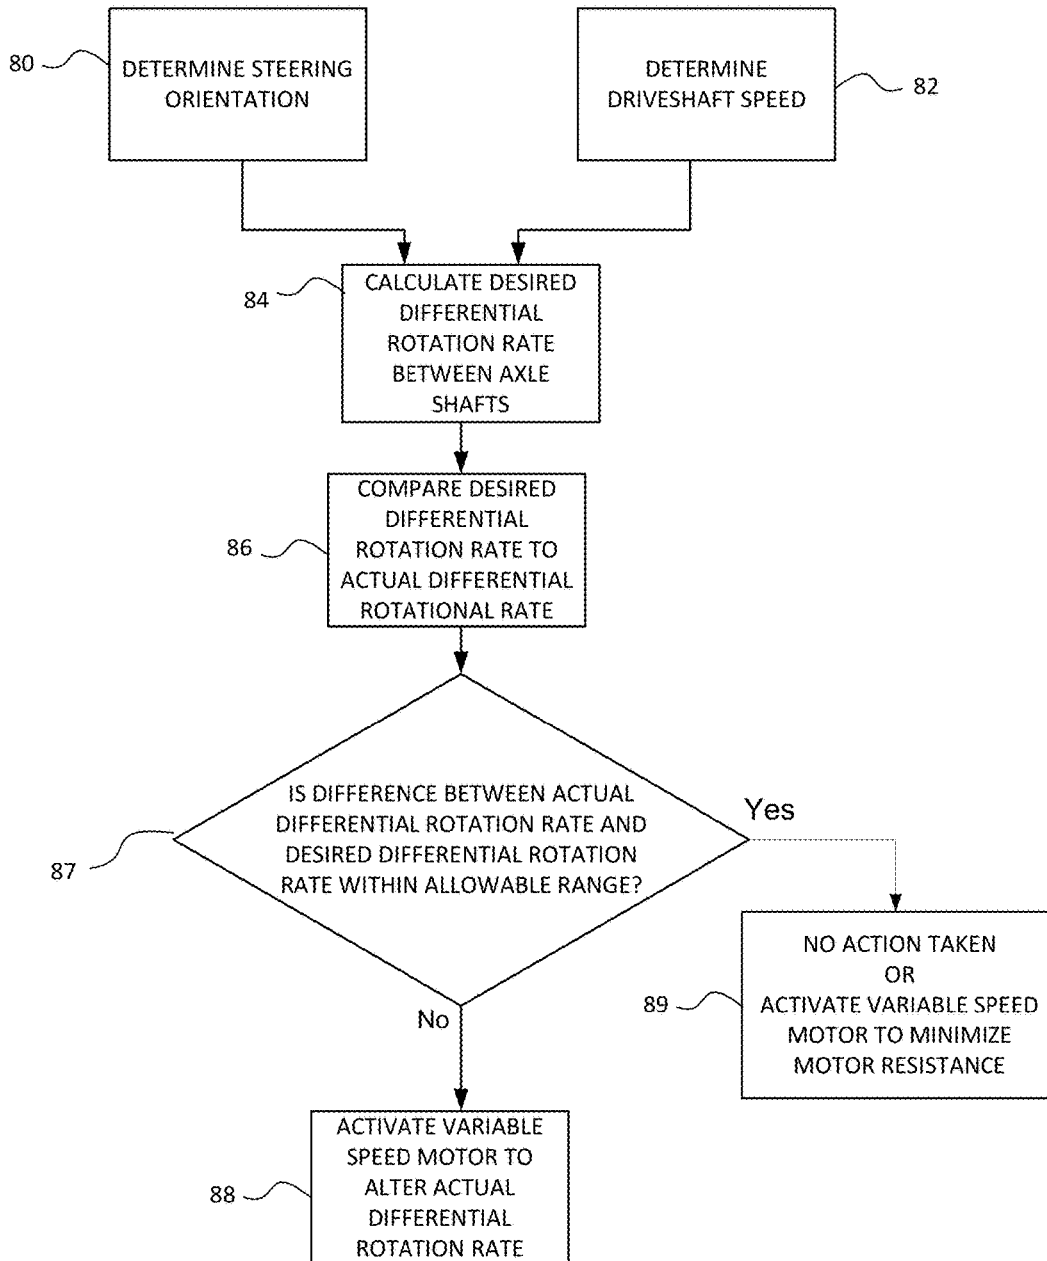 80
DETERMINE STEERING
ORIENTATION
DETERMINE
DRIVESHAFT SPEED
82
84
CALCULATE DESIRED
DIFFERENTIAL
ROTATION RATE
BETWEEN AXLE
SHAFTS
86
COMPARE DESIRED
DIFFERENTIAL
ROTATION RATE TO
ACTUAL DIFFERENTIAL
ROTATIONAL RATE
87
IS DIFFERENCE BETWEEN ACTUAL
DIFFERENTIAL ROTATION RATE AND
DESIRED DIFFERENTIAL ROTATION
RATE WITHIN ALLOWABLE RANGE?
Yes
89
NO ACTION TAKEN
OR
ACTIVATE VARIABLE SPEED
MOTOR TO MINIMIZE
MOTOR RESISTANCE
No
88
ACTIVATE VARIABLE
SPEED MOTOR TO
ALTER ACTUAL
DIFFERENTIAL
ROTATION RATE